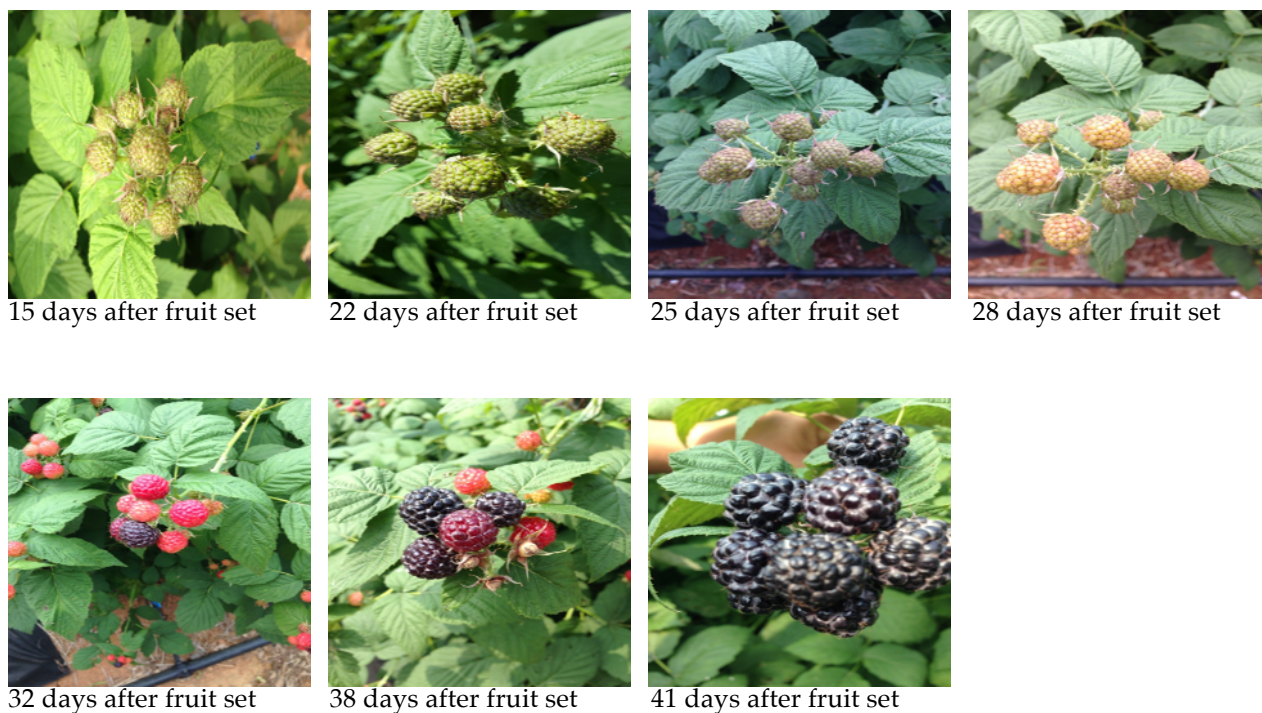 15 days after fruit set
22 days after fruit set
25 days after fruit set
28 days after fruit set
32 days after fruit set
38 days after fruit set
41 days after fruit set